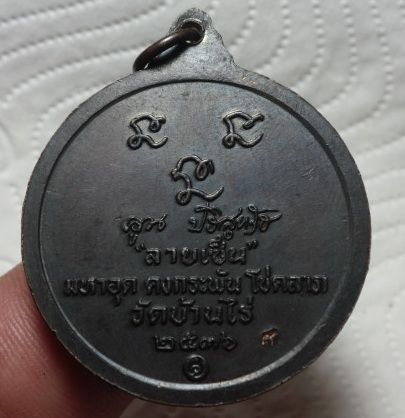 คูณ ปริสุทฺโธ
"ลายเซ็น"
มหาอุด คงกระพัน โชคลาภ
วัดบ้านไร่
๒๕๓๖